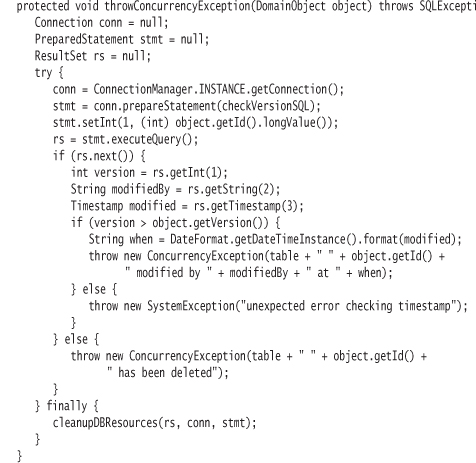 protected void throwConcurrencyException(DomainObject object) throws SQLExcepti
Connection conn = null;
PreparedStatement stmt = null;
ResultSet rs = null;
try {
conn = ConnectionManager.INSTANCE.getConnection();
stmt = conn.prepareStatement(checkVersionSQL);
stmt.setInt(1, (int) object.getId().longValue());
rs = stmt.executeQuery();
if (rs.next()) {
int version = rs.getInt(1);
String modifiedBy = rs.getString(2);
Timestamp modified = rs.getTimestamp(3);
if (version > object.getVersion()) {
String when = DateFormat.getDateTimeInstance().format(modified);
throw new ConcurrencyException(table + " " + object.getId() +
" modified by " + modifiedBy + " at " + when);
} else {
throw new SystemException("unexpected error checking timestamp");
}
} else {
throw new ConcurrencyException(table + " " + object.getId() +
" has been deleted");
}
} finally {
cleanupDBResources(rs, conn, stmt);
}
}